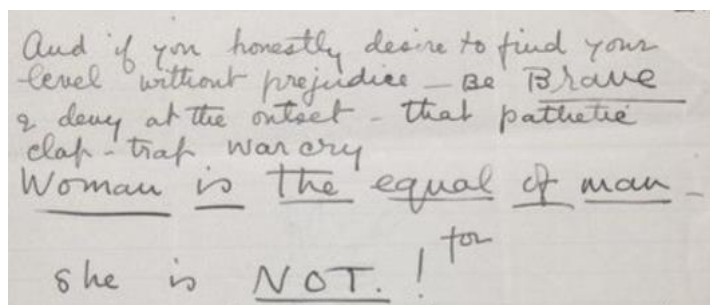 And if you honestly desire to find your
level without prejudice - Be Brave
& deny at the outset - that pathetic
clap-trap war cry
Woman is the equal of man -
she is NOT. ! for